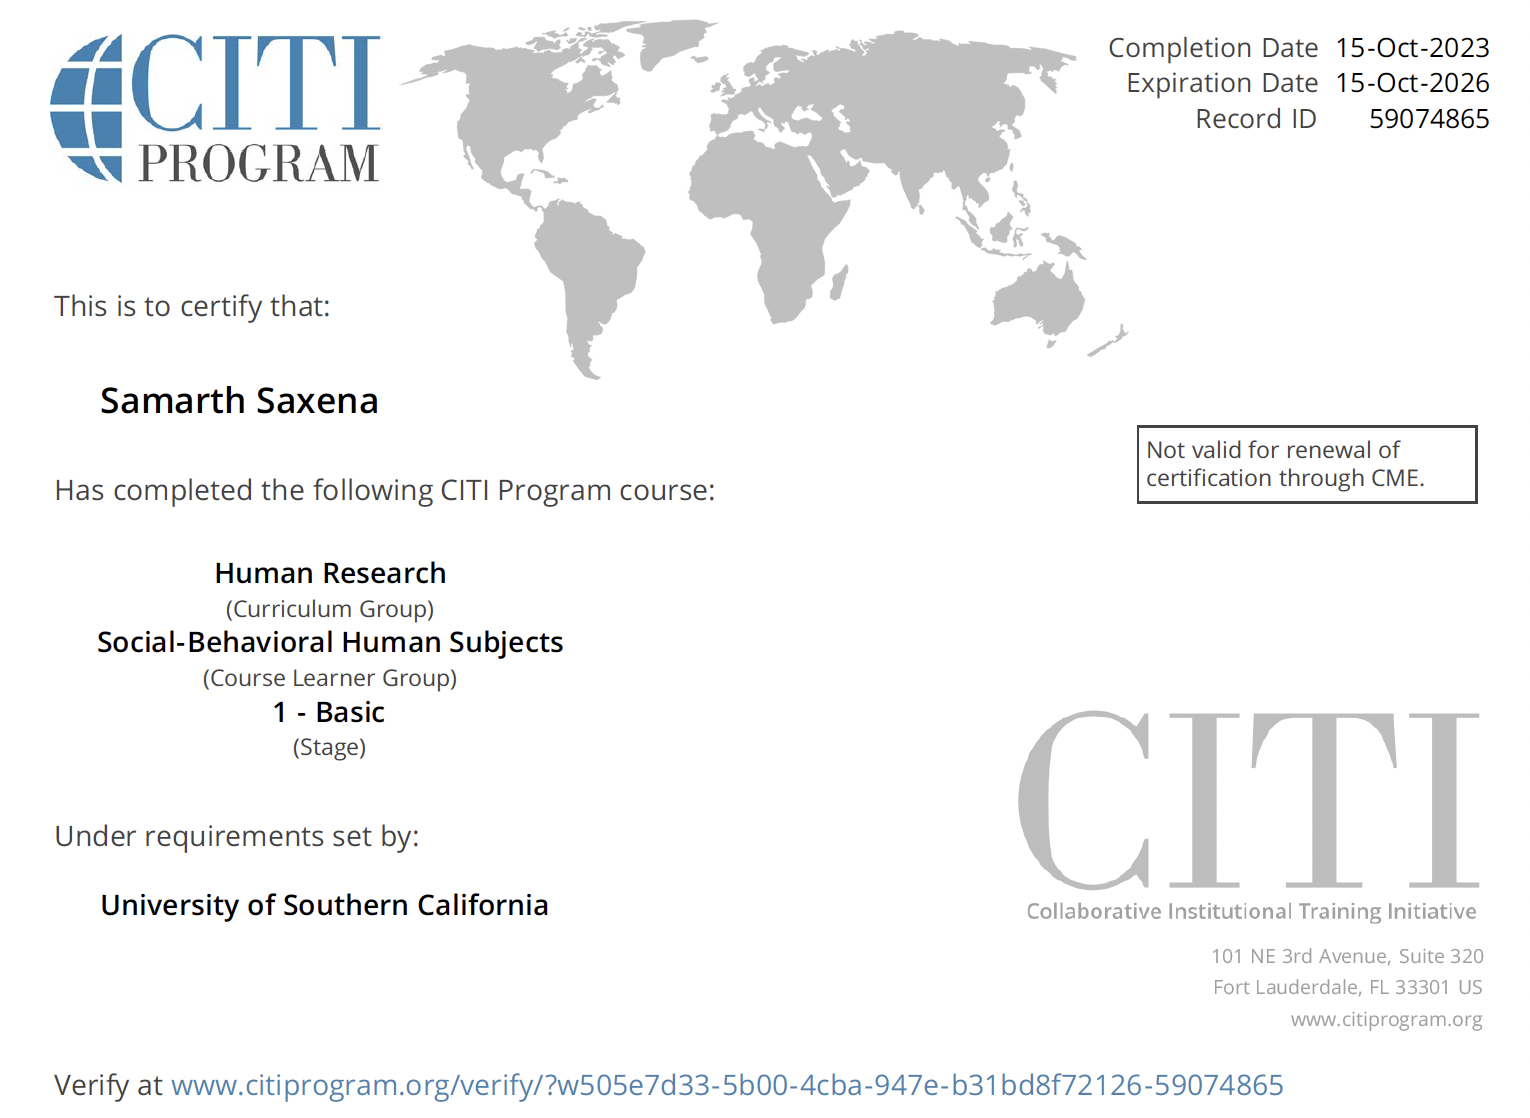 CITI
PROGRAM
Completion Date 15-Oct-2023
Expiration Date 15-Oct-2026
Record ID 59074865
This is to certify that:
Samarth Saxena
Not valid for renewal of
certification through CME.
Has completed the following CITI Program course:
Human Research
(Curriculum Group)
Social-Behavioral Human Subjects
(Course Learner Group)
1 - Basic
(Stage)
Under requirements set by:
University of Southern California
CITI
Collaborative Institutional Training Initiative
101 NE 3rd Avenue, Suite 320
Fort Lauderdale, FL 33301 US
www.citiprogram.org
Verify at www.citiprogram.org/verify/?w505e7d33-5b00-4cba-947e-b31bd8f72126-59074865